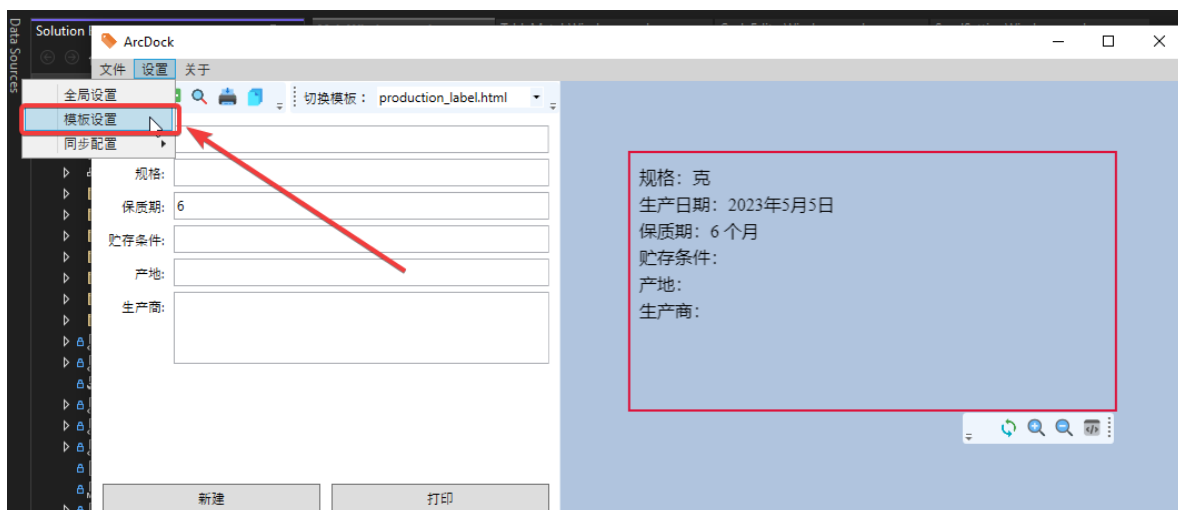 Data Sources
Solution
ArcDock
文件 设置 关于
全局设置
模板设置
同步配置
切换模板： production_label.html
规格:
保质期: 6
贮存条件:
产地:
生产商:
新建 打印
规格：克
生产日期：2023年5月5日
保质期：6 个月
贮存条件：
产地：
生产商：